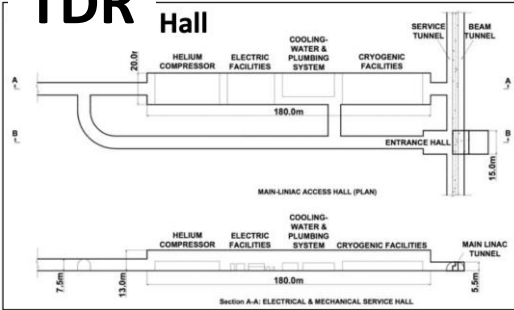 TDR
Hall
SERVICE
TUNNEL
BEAM
TUNNEL
HELIUM
COMPRESSOR
ELECTRIC
FACILITIES
COOLING-
WATER &
PLUMBING
SYSTEM
CRYOGENIC
FACILITIES
A
A
20.0
180.0m
B
B
ENTRANCE HALL
15.0m
MAIN-LINIAC ACCESS HALL (PLAN)
HELIUM
COMPRESSOR
ELECTRIC
FACILITIES
COOLING-
WATER &
PLUMBING
SYSTEM
CRYOGENIC FACILITIES
MAIN LINAC
TUNNEL
7.5m
13.0m
180.0m
5.5m
Section A-A: ELECTRICAL & MECHANICAL SERVICE HALL